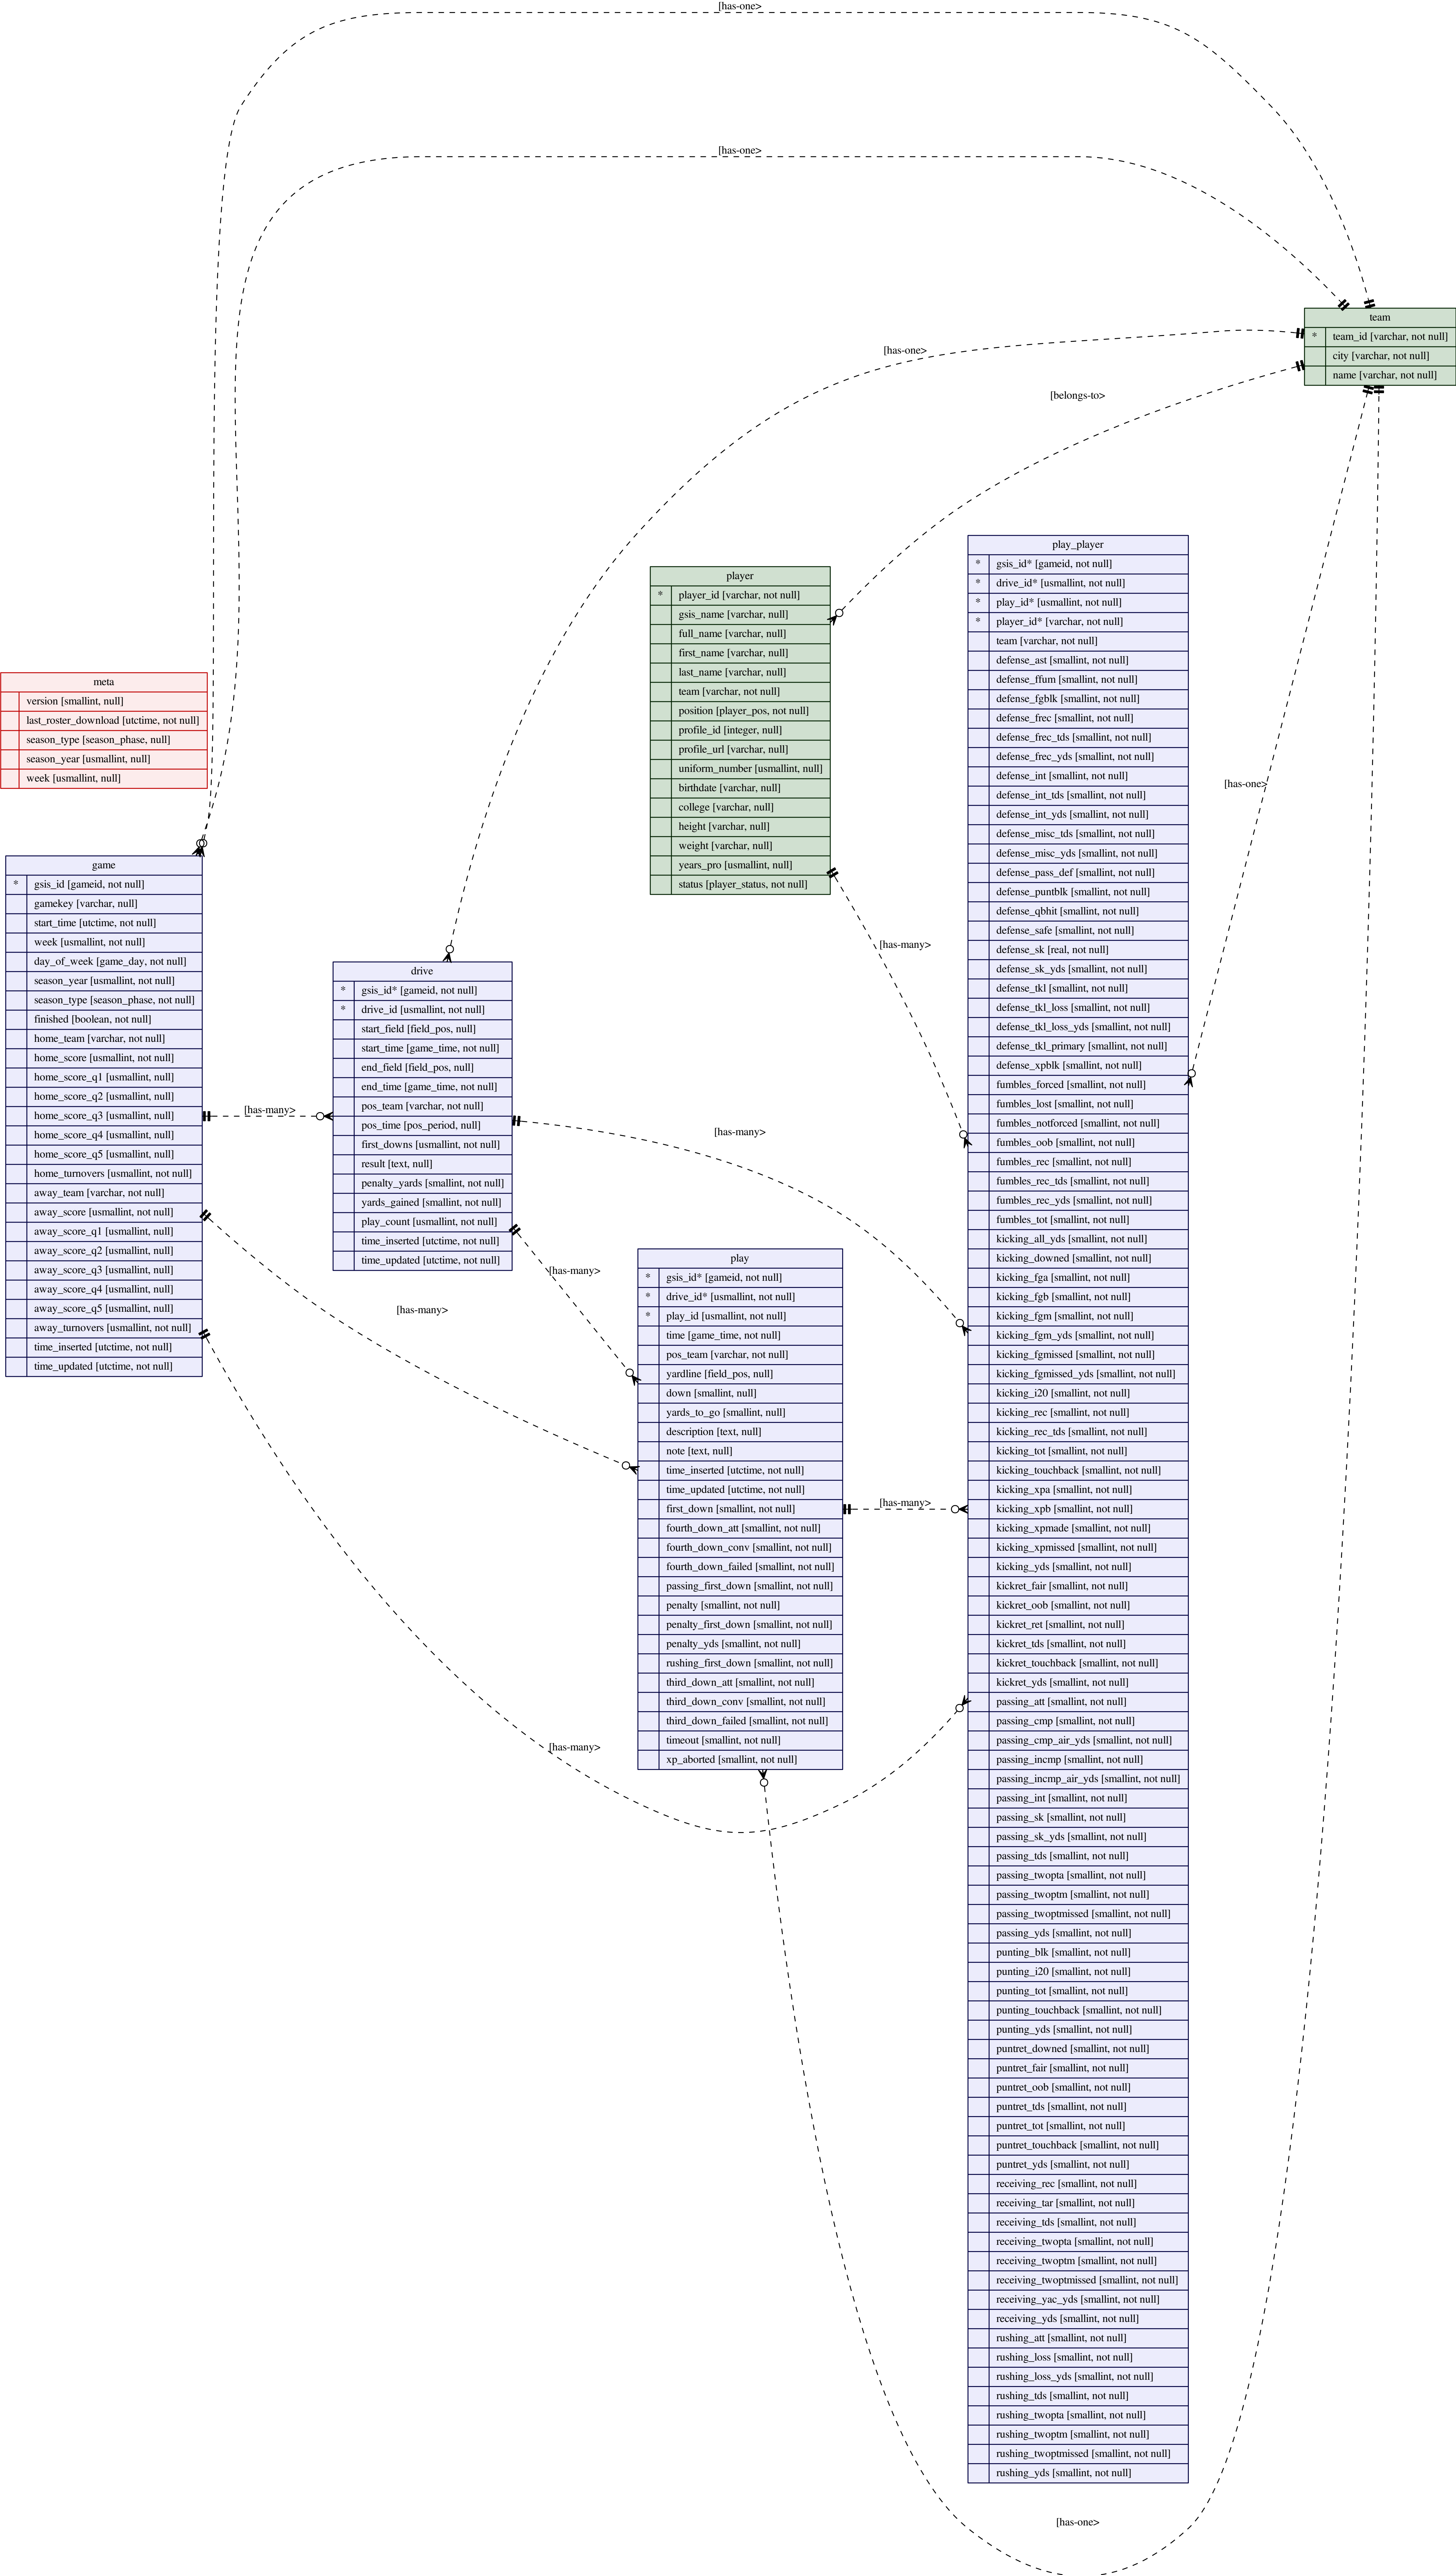 [has-one>
[has-one>
team
* team_id [varchar, not null]
city [varchar, not null]
name [varchar, not null]
[has-one>
[belongs-to>
player
* player_id [varchar, not null]
gsis_name [varchar, null]
full_name [varchar, null]
first_name [varchar, null]
last_name [varchar, null]
team [varchar, not null]
position [player_pos, not null]
profile_id [integer, null]
profile_url [varchar, null]
uniform_number [usmallint, null]
birthdate [varchar, null]
college [varchar, null]
height [varchar, null]
weight [varchar, null]
years_pro [usmallint, null]
status [player_status, not null]
meta
version [smallint, null]
last_roster_download [utctime, not null]
season_type [season_phase, null]
season_year [usmallint, null]
week [usmallint, null]
game
* gsis_id [gameid, not null]
gamekey [varchar, null]
start_time [utctime, not null]
week [usmallint, not null]
day_of_week [game_day, not null]
season_year [usmallint, not null]
season_type [season_phase, not null]
finished [boolean, not null]
home_team [varchar, not null]
home_score [usmallint, not null]
home_score_q1 [usmallint, null]
home_score_q2 [usmallint, null]
home_score_q3 [usmallint, null]
home_score_q4 [usmallint, null]
home_score_q5 [usmallint, null]
home_turnovers [usmallint, not null]
away_team [varchar, not null]
away_score [usmallint, not null]
away_score_q1 [usmallint, null]
away_score_q2 [usmallint, null]
away_score_q3 [usmallint, null]
away_score_q4 [usmallint, null]
away_score_q5 [usmallint, null]
away_turnovers [usmallint, not null]
time_inserted [utctime, not null]
time_updated [utctime, not null]
[has-many>
[has-many>
[has-many>
drive
* gsis_id* [gameid, not null]
* drive_id [usmallint, not null]
start_field [field_pos, null]
start_time [game_time, not null]
end_field [field_pos, null]
end_time [game_time, not null]
pos_team [varchar, not null]
pos_time [pos_period, null]
first_downs [usmallint, not null]
result [text, null]
penalty_yards [smallint, not null]
yards_gained [smallint, not null]
play_count [usmallint, not null]
time_inserted [utctime, not null]
time_updated [utctime, not null]
[has-many>
[has-many>
[has-many>
play
* gsis_id* [gameid, not null]
* drive_id* [usmallint, not null]
* play_id [usmallint, not null]
time [game_time, not null]
pos_team [varchar, not null]
yardline [field_pos, null]
down [smallint, null]
yards_to_go [smallint, null]
description [text, null]
note [text, null]
time_inserted [utctime, not null]
time_updated [utctime, not null]
first_down [smallint, not null]
fourth_down_att [smallint, not null]
fourth_down_conv [smallint, not null]
fourth_down_failed [smallint, not null]
passing_first_down [smallint, not null]
penalty [smallint, not null]
penalty_first_down [smallint, not null]
penalty_yds [smallint, not null]
rushing_first_down [smallint, not null]
third_down_att [smallint, not null]
third_down_conv [smallint, not null]
third_down_failed [smallint, not null]
timeout [smallint, not null]
xp_aborted [smallint, not null]
[has-many>
play_player
* gsis_id* [gameid, not null]
* drive_id* [usmallint, not null]
* play_id* [usmallint, not null]
* player_id* [varchar, not null]
team [varchar, not null]
defense_ast [smallint, not null]
defense_ffum [smallint, not null]
defense_fgblk [smallint, not null]
defense_frec [smallint, not null]
defense_frec_tds [smallint, not null]
defense_frec_yds [smallint, not null]
defense_int [smallint, not null]
defense_int_tds [smallint, not null]
defense_int_yds [smallint, not null]
defense_misc_tds [smallint, not null]
defense_misc_yds [smallint, not null]
defense_pass_def [smallint, not null]
defense_puntblk [smallint, not null]
defense_qbhit [smallint, not null]
defense_safe [smallint, not null]
defense_sk [real, not null]
defense_sk_yds [smallint, not null]
defense_tkl [smallint, not null]
defense_tkl_loss [smallint, not null]
defense_tkl_loss_yds [smallint, not null]
defense_tkl_primary [smallint, not null]
defense_xpblk [smallint, not null]
fumbles_forced [smallint, not null]
fumbles_lost [smallint, not null]
fumbles_notforced [smallint, not null]
fumbles_oob [smallint, not null]
fumbles_rec [smallint, not null]
fumbles_rec_tds [smallint, not null]
fumbles_rec_yds [smallint, not null]
fumbles_tot [smallint, not null]
kicking_all_yds [smallint, not null]
kicking_downed [smallint, not null]
kicking_fga [smallint, not null]
kicking_fgb [smallint, not null]
kicking_fgm [smallint, not null]
kicking_fgm_yds [smallint, not null]
kicking_fgmissed [smallint, not null]
kicking_fgmissed_yds [smallint, not null]
kicking_i20 [smallint, not null]
kicking_rec [smallint, not null]
kicking_rec_tds [smallint, not null]
kicking_tot [smallint, not null]
kicking_touchback [smallint, not null]
kicking_xpa [smallint, not null]
kicking_xpb [smallint, not null]
kicking_xpmade [smallint, not null]
kicking_xpmissed [smallint, not null]
kicking_yds [smallint, not null]
kickret_fair [smallint, not null]
kickret_oob [smallint, not null]
kickret_ret [smallint, not null]
kickret_tds [smallint, not null]
kickret_touchback [smallint, not null]
kickret_yds [smallint, not null]
passing_att [smallint, not null]
passing_cmp [smallint, not null]
passing_cmp_air_yds [smallint, not null]
passing_incmp [smallint, not null]
passing_incmp_air_yds [smallint, not null]
passing_int [smallint, not null]
passing_sk [smallint, not null]
passing_sk_yds [smallint, not null]
passing_tds [smallint, not null]
passing_twopta [smallint, not null]
passing_twoptm [smallint, not null]
passing_twoptmissed [smallint, not null]
passing_yds [smallint, not null]
punting_blk [smallint, not null]
punting_i20 [smallint, not null]
punting_tot [smallint, not null]
punting_touchback [smallint, not null]
punting_yds [smallint, not null]
puntret_downed [smallint, not null]
puntret_fair [smallint, not null]
puntret_oob [smallint, not null]
puntret_tds [smallint, not null]
puntret_tot [smallint, not null]
puntret_touchback [smallint, not null]
puntret_yds [smallint, not null]
receiving_rec [smallint, not null]
receiving_tar [smallint, not null]
receiving_tds [smallint, not null]
receiving_twopta [smallint, not null]
receiving_twoptm [smallint, not null]
receiving_twoptmissed [smallint, not null]
receiving_yac_yds [smallint, not null]
receiving_yds [smallint, not null]
rushing_att [smallint, not null]
rushing_loss [smallint, not null]
rushing_loss_yds [smallint, not null]
rushing_tds [smallint, not null]
rushing_twopta [smallint, not null]
rushing_twoptm [smallint, not null]
rushing_twoptmissed [smallint, not null]
rushing_yds [smallint, not null]
[has-one>
[has-one>